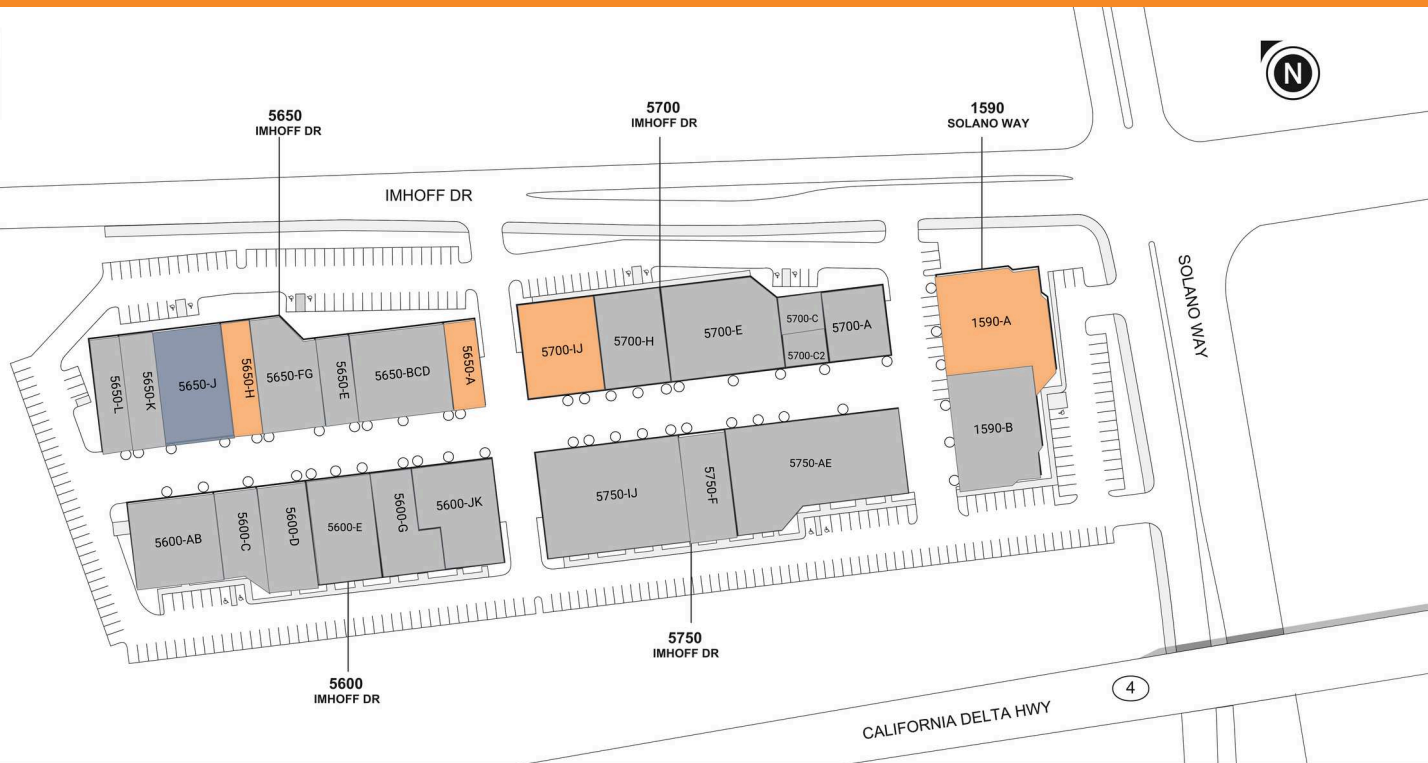 N
5650
IMHOFF DR
5700
IMHOFF DR
1590
SOLANO WAY
IMHOFF DR
SOLANO WAY
5650-L
5650-K
5650-J
5650-H
5650-FG
5650-E
5650-BCD
5650-A
5700-IJ
5700-H
5700-E
5700-C
5700-C2
5700-A
1590-A
1590-B
5600-AB
5600-C
5600-D
5600-E
5600-G
5600-JK
5750-IJ
5750-F
5750-AE
5600
IMHOFF DR
5750
IMHOFF DR
CALIFORNIA DELTA HWY
4